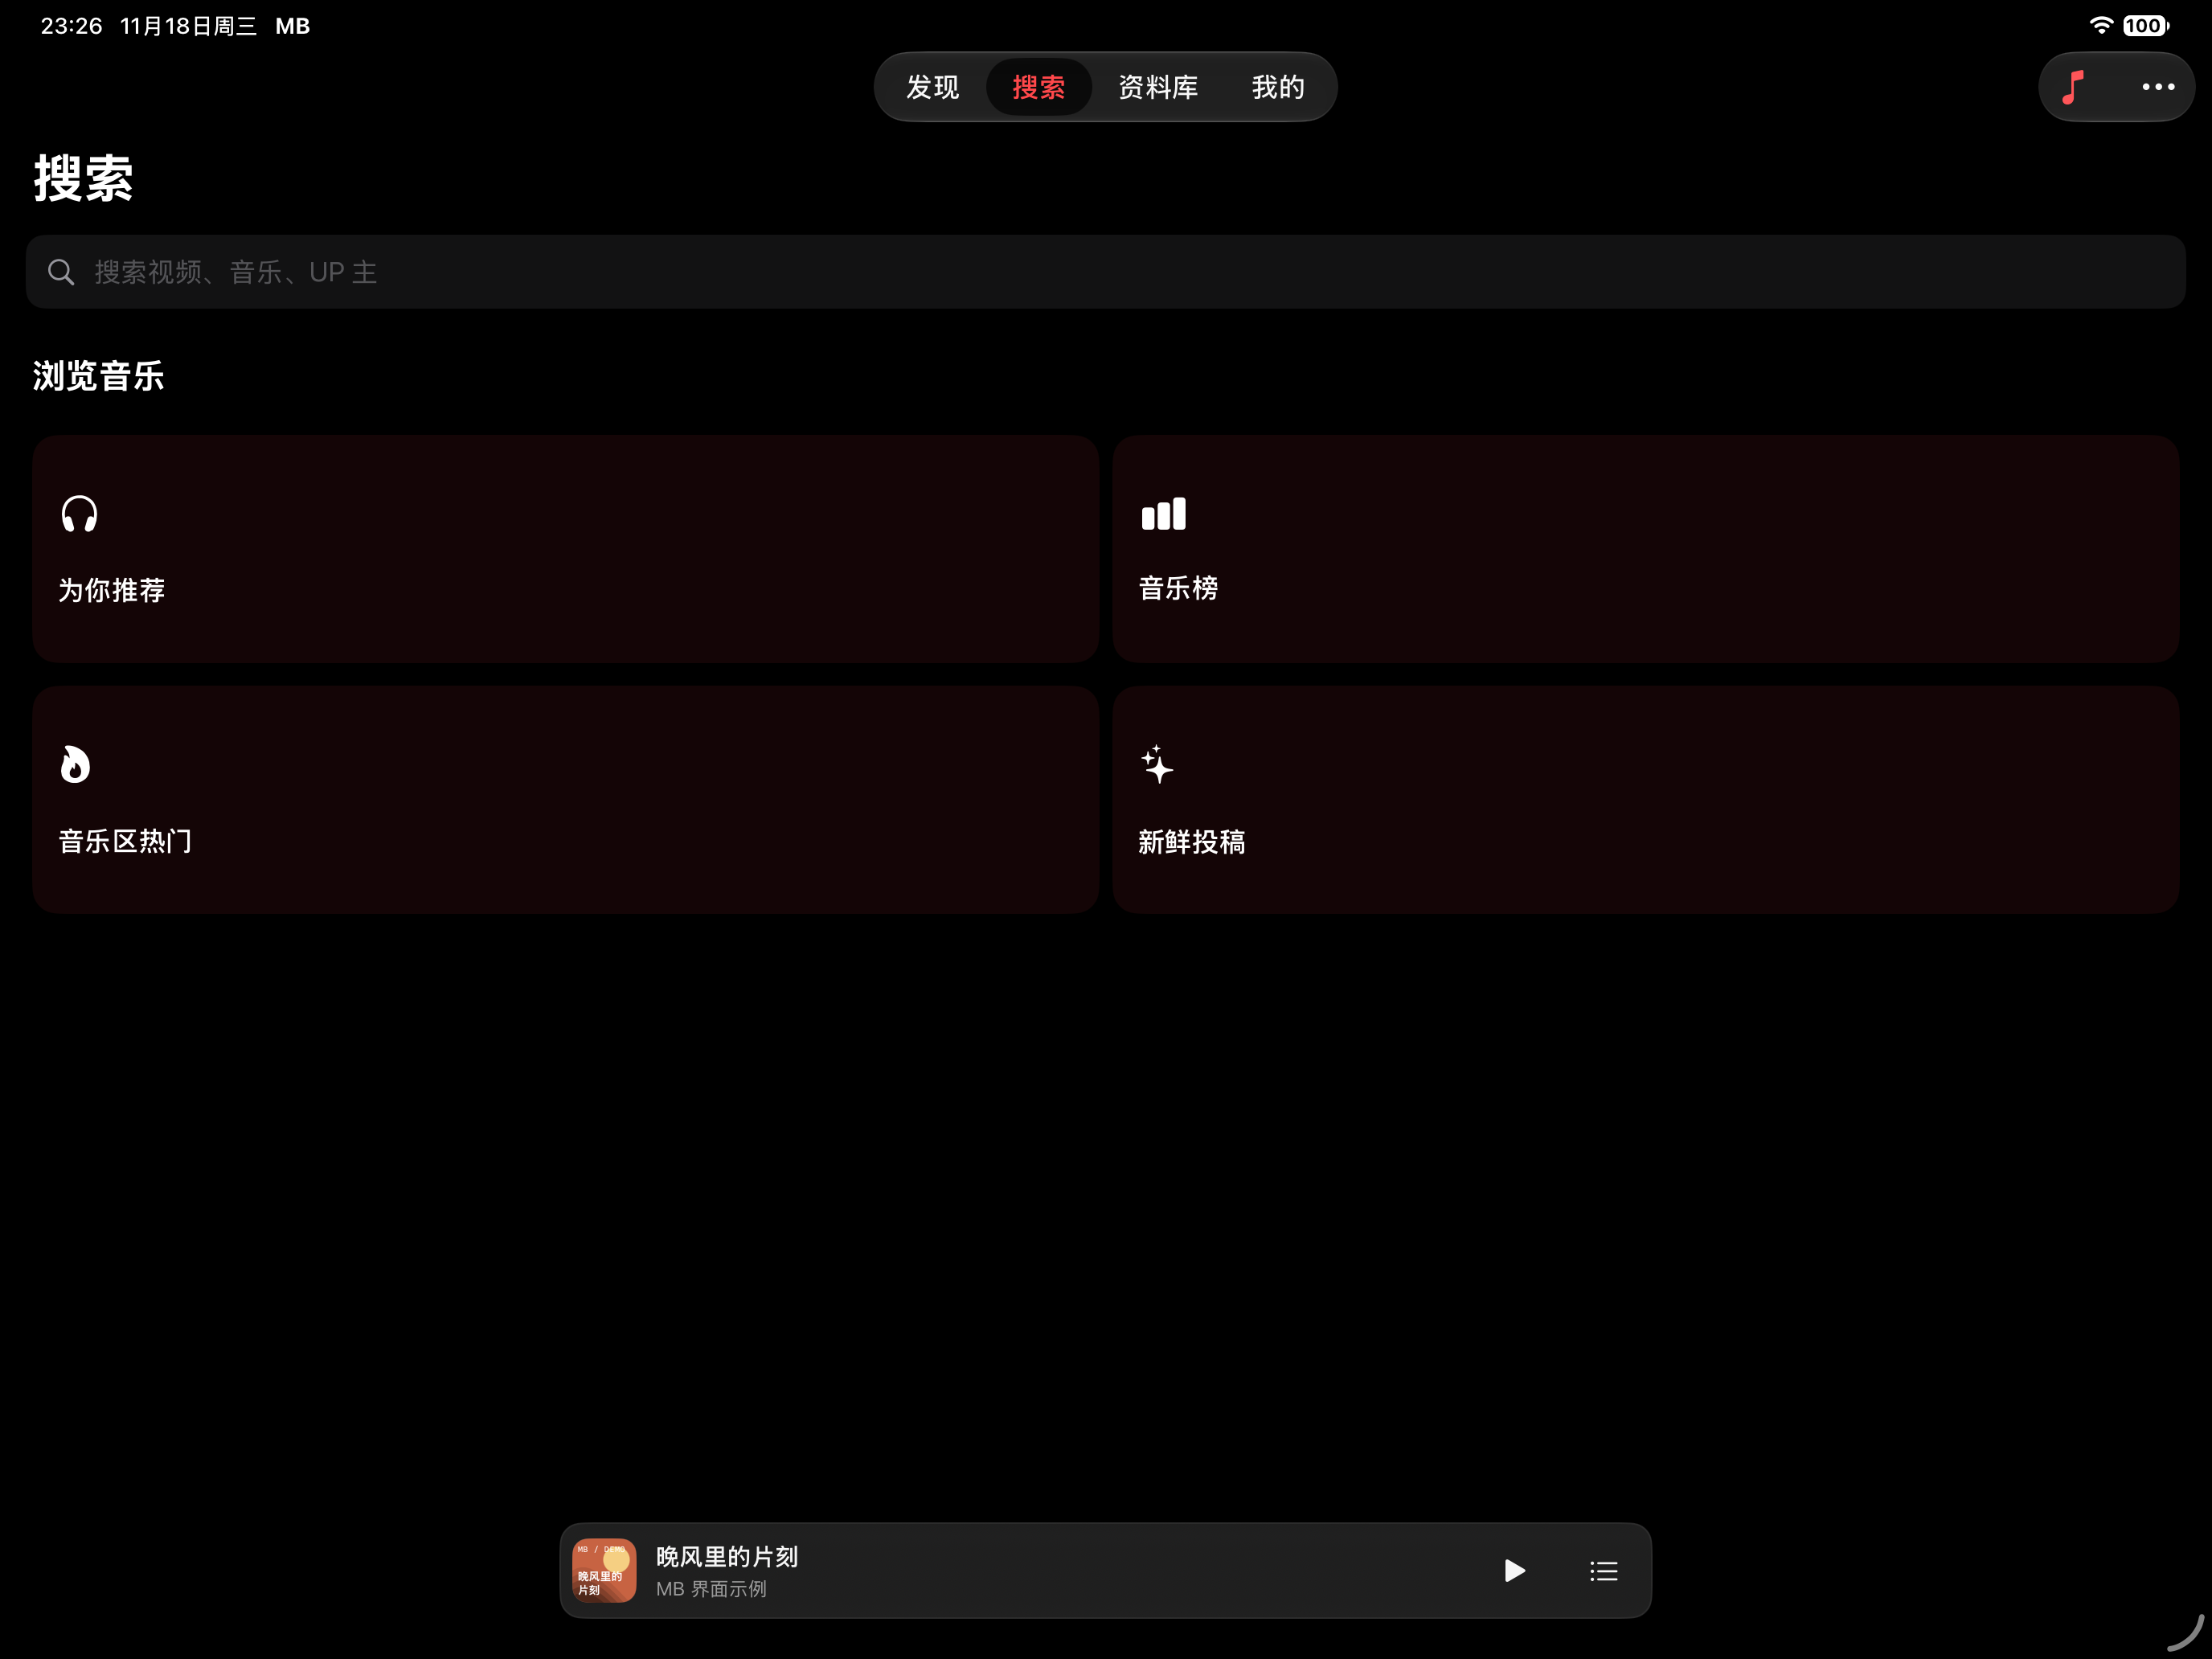 23:26 11月18日周三 MB
100
发现 搜索 资料库 我的
搜索
搜索视频、音乐、UP 主
浏览音乐
为你推荐
音乐榜
音乐区热门
新鲜投稿
MB / DEMO
晚风里的
片刻
晚风里的片刻
MB 界面示例